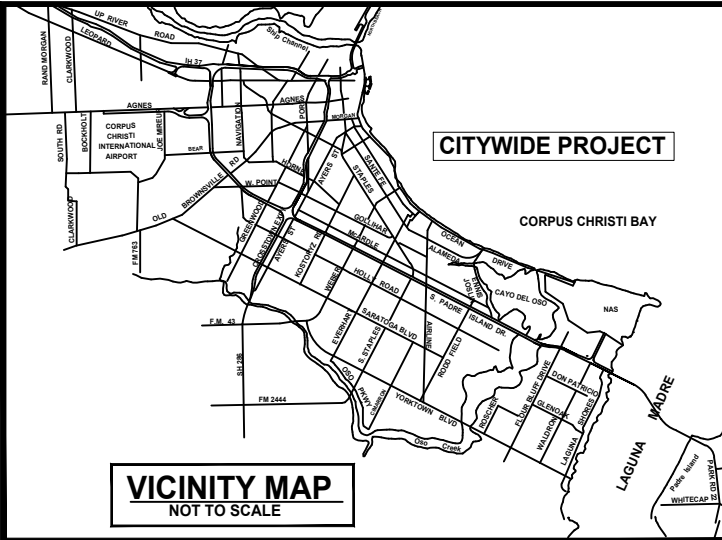 UP RIVER
ROAD
LEOPARD
Ship Channel
RAND MORGAN
CLARKWOOD
IH 37
AGNES
AGNES
NAVIGATION
PORT
MORGAN
SOUTH RD
BOCKHOLT
CORPUS
CHRISTI
INTERNATIONAL
AIRPORT
JOE MIREUR
BEAR
CITYWIDE PROJECT
CLARKWOOD
OLD
BROWNSVILLE RD
HORNE
W. POINT
AYERS ST
STAPLES
SANTE FE
CORPUS CHRISTI BAY
FM 763
GREENWOOD
CROSSTOWN EXP
AYERS ST
KOSTORYZ RD
GOLLIHAR
McARDLE
WEBER
ALAMEDA
OCEAN
DRIVE
ENNIS
JOSLIN
CAYO DEL OSO
NAS
HOLLY ROAD
S. PADRE
ISLAND DR.
F.M. 43
SH 286
EVERHART
S.STAPLES
SARATOGA BLVD
AIRLINE
RODD FIELD
FM 2444
OSO
PKWY
CIMARRON
YORKTOWN BLVD
Oso Creek
ROSCHER
FLOUR BLUFF DRIVE
DON PATRICIO
GLENOAK
WALDRON
LAGUNA
SHORES
LAGUNA
MADRE
Padre Island
PARK RD 22
WHITECAP
VICINITY MAP
NOT TO SCALE